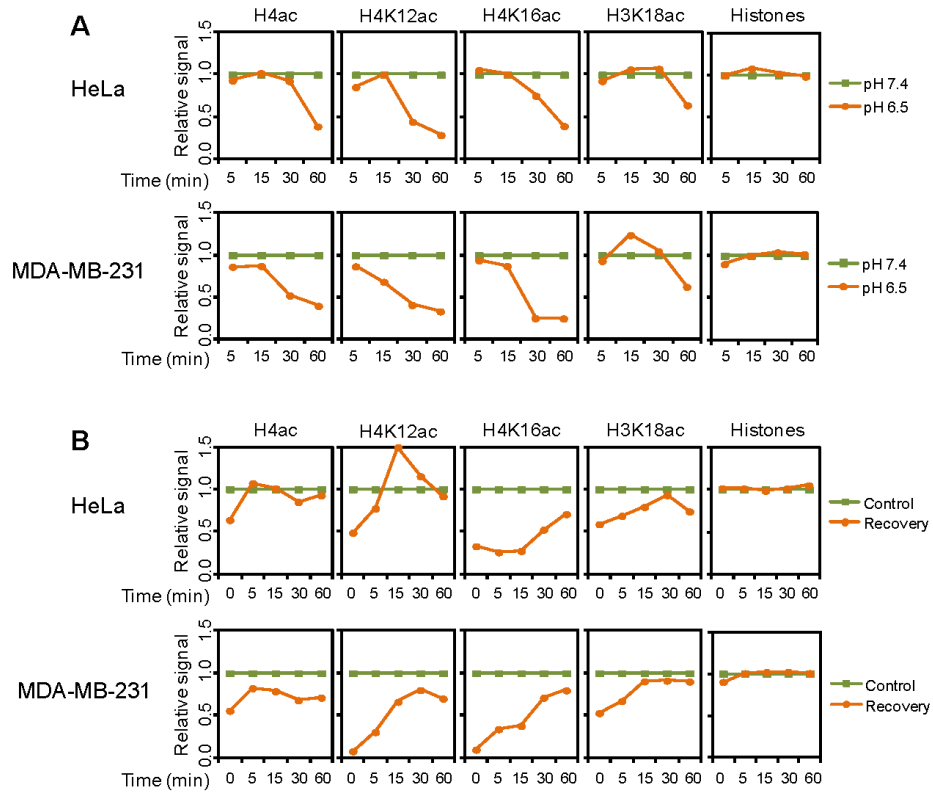 A
H4ac H4K12ac H4K16ac H3K18ac Histones
HeLa
Relative signal
1.5
1.0
0.5
0.0
pH 7.4
pH 6.5
Time (min) 5 15 30 60 5 15 30 60 5 15 30 60 5 15 30 60 5 15 30 60
MDA-MB-231
Relative signal
1.5
1.0
0.5
0.0
pH 7.4
pH 6.5
Time (min) 5 15 30 60 5 15 30 60 5 15 30 60 5 15 30 60 5 15 30 60
B
H4ac H4K12ac H4K16ac H3K18ac Histones
HeLa
Relative signal
1.5
1.0
0.5
0.0
Control
Recovery
Time (min) 0 5 15 30 60 0 5 15 30 60 0 5 15 30 60 0 5 15 30 60 0 5 15 30 60
MDA-MB-231
Relative signal
1.5
1.0
0.5
0.0
Control
Recovery
Time (min) 0 5 15 30 60 0 5 15 30 60 0 5 15 30 60 0 5 15 30 60 0 5 15 30 60